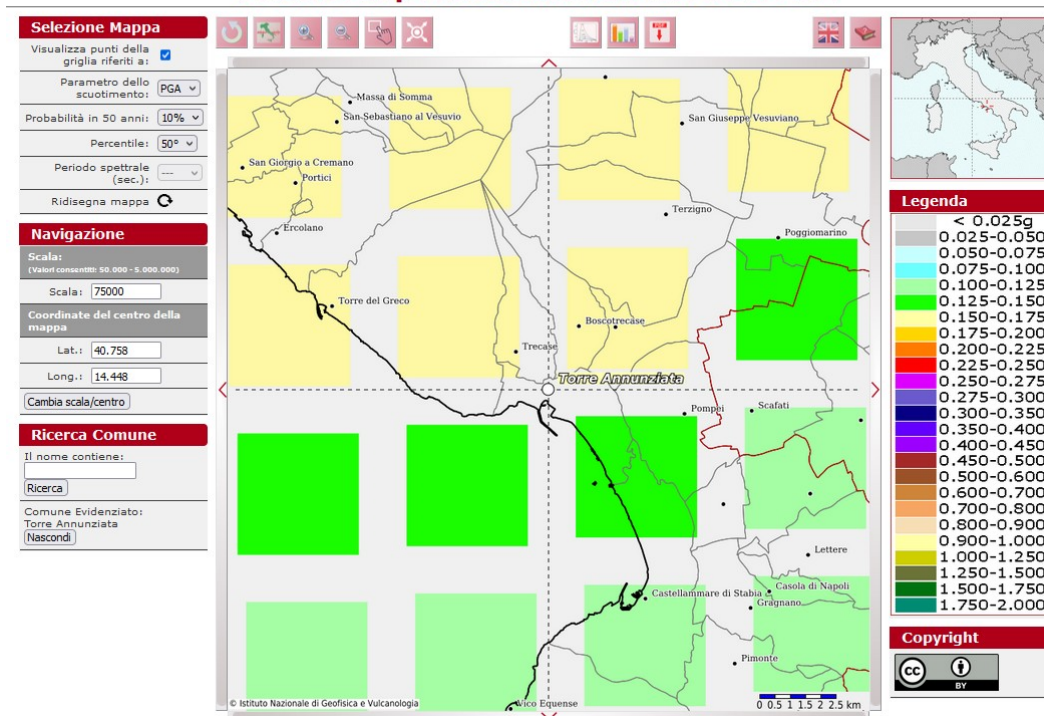 Selezione Mappa
Visualizza punti della
griglia riferiti a:
Parametro dello
scuotimento: PGA
Probabilità in 50 anni: 10%
Percentile: 50°
Periodo spettrale
(sec.): ---
Ridisegna mappa
Navigazione
Scala:
(Valori consentiti: 50.000 - 5.000.000)
Scala: 75000
Coordinate del centro della
mappa
Lat.: 40.758
Long.: 14.448
Cambia scala/centro
Ricerca Comune
Il nome contiene:
Ricerca
Comune Evidenziato:
Torre Annunziata
Nascondi
Massa di Somma
San Sebastiano al Vesuvio
San Giuseppe Vesuviano
San Giorgio a Cremano
Portici
Terzigno
Ercolano
Poggiomarino
Torre del Greco
Boscotrecase
Trecase
Torre Annunziata
Pompei
Scafati
Lettere
Castellammare di Stabia
Casola di Napoli
Gragnano
Pimonte
Vico Equense
© Istituto Nazionale di Geofisica e Vulcanologia
0 0.5 1 1.5 2 2.5 km
Legenda
< 0.025g
0.025-0.050
0.050-0.075
0.075-0.100
0.100-0.125
0.125-0.150
0.150-0.175
0.175-0.200
0.200-0.225
0.225-0.250
0.250-0.275
0.275-0.300
0.300-0.350
0.350-0.400
0.400-0.450
0.450-0.500
0.500-0.600
0.600-0.700
0.700-0.800
0.800-0.900
0.900-1.000
1.000-1.250
1.250-1.500
1.500-1.750
1.750-2.000
Copyright
cc
BY